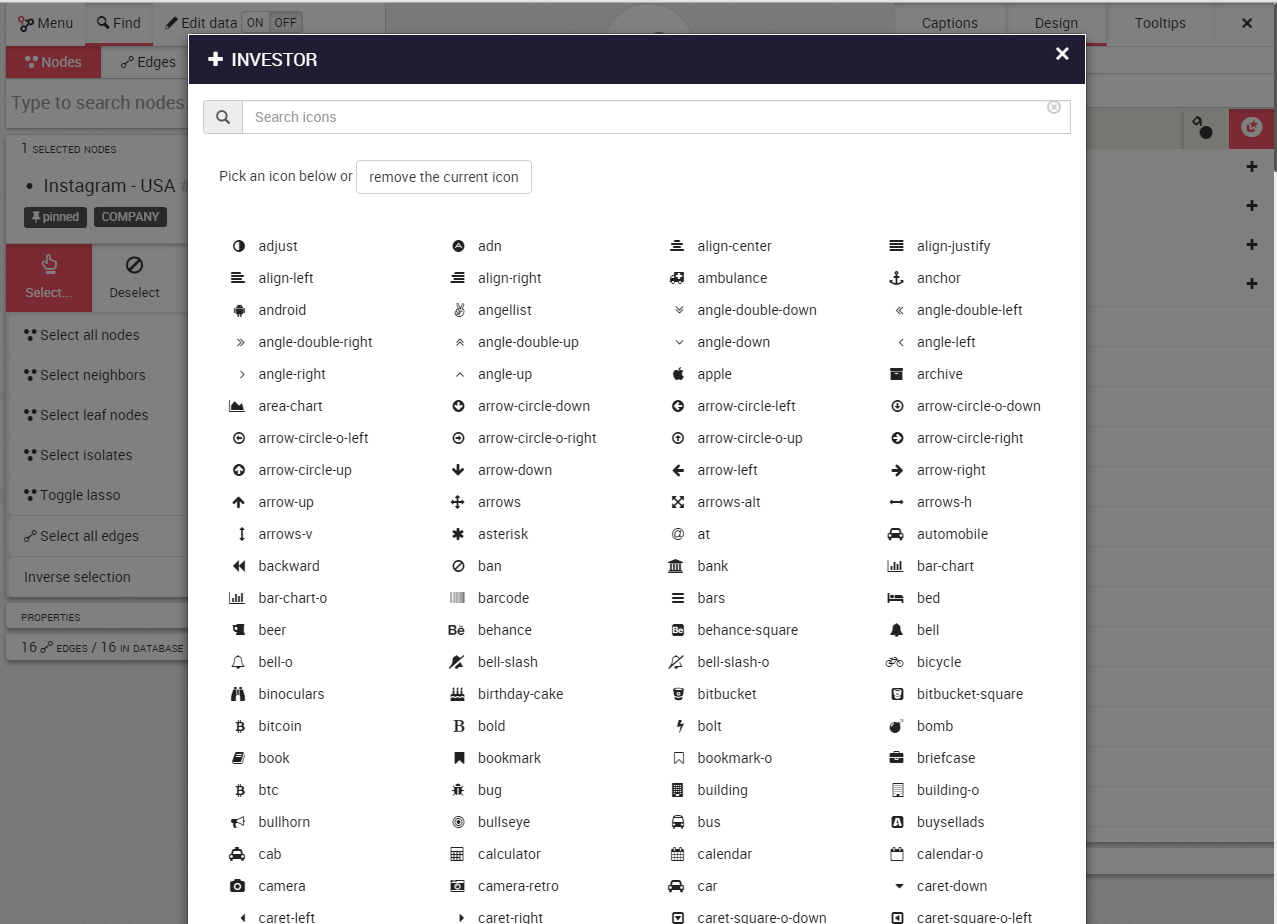 Menu Find Edit data ON OFF Captions Design Tooltips
Nodes Edges
Type to search nodes
1 SELECTED NODES
Instagram - USA #
pinned COMPANY
Select... Deselect
Select all nodes
Select neighbors
Select leaf nodes
Select isolates
Toggle lasso
Select all edges
Inverse selection
PROPERTIES
16 EDGES / 16 IN DATABASE
INVESTOR
Search icons
Pick an icon below or remove the current icon
adjust adn align-center align-justify
align-left align-right ambulance anchor
android angellist angle-double-down angle-double-left
angle-double-right angle-double-up angle-down angle-left
angle-right angle-up apple archive
area-chart arrow-circle-down arrow-circle-left arrow-circle-o-down
arrow-circle-o-left arrow-circle-o-right arrow-circle-o-up arrow-circle-right
arrow-circle-up arrow-down arrow-left arrow-right
arrow-up arrows arrows-alt arrows-h
arrows-v asterisk at automobile
backward ban bank bar-chart
bar-chart-o barcode bars bed
beer behance behance-square bell
bell-o bell-slash bell-slash-o bicycle
binoculars birthday-cake bitbucket bitbucket-square
bitcoin bold bolt bomb
book bookmark bookmark-o briefcase
btc bug building building-o
bullhorn bullseye bus buysellads
cab calculator calendar calendar-o
camera camera-retro car caret-down
caret-left caret-right caret-square-o-down caret-square-o-left